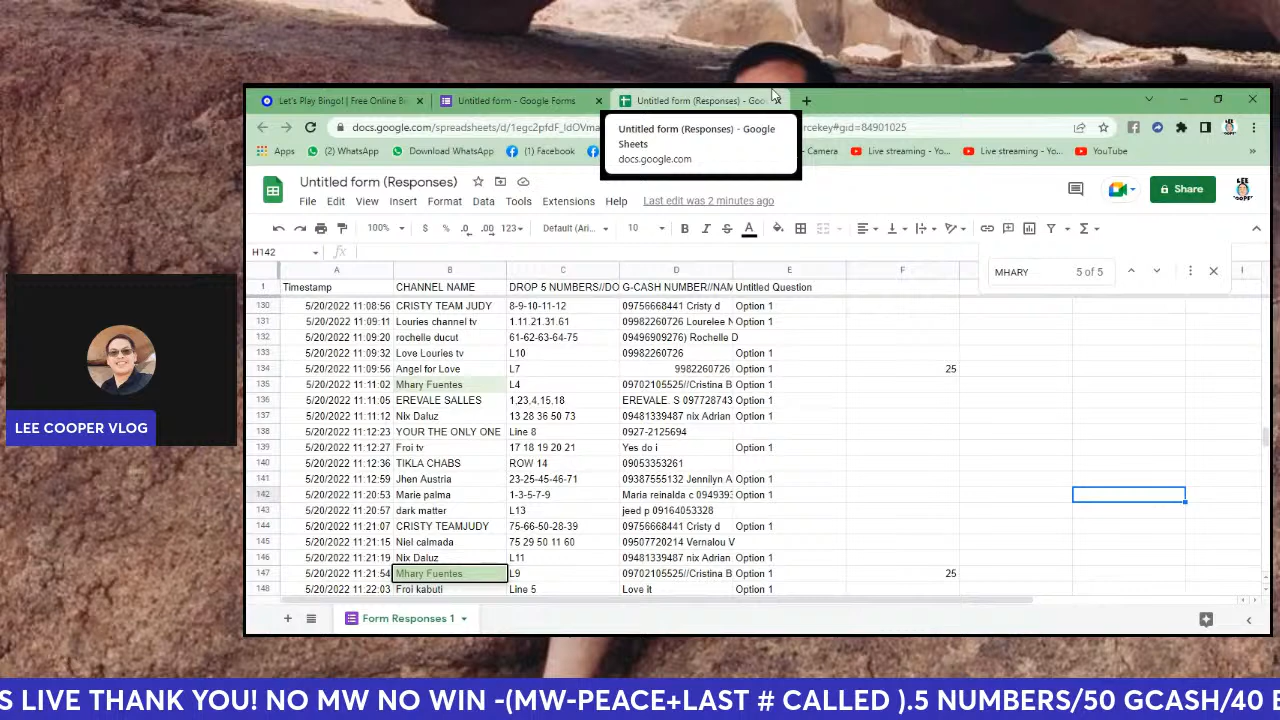 Let's Play Bingo! | Free Online Bi
Untitled form - Google Forms
Untitled form (Responses) - Goo
docs.google.com/spreadsheets/d/1egc2pfdF_IdOVma
rcekey#gid=84901025
Untitled form (Responses) - Google
Sheets
docs.google.com
Apps
(2) WhatsApp
Download WhatsApp
(1) Facebook
- Camera
Live streaming - Yo...
Live streaming - Yo...
YouTube
»
Untitled form (Responses)
File Edit View Insert Format Data Tools Extensions Help Last edit was 2 minutes ago
Share
100% $ % .0 .00 123 Default (Ari... 10 B I S A
H142 fx
MHARY 5 of 5
A B C D E F I
1 Timestamp CHANNEL NAME DROP 5 NUMBERS//DO G-CASH NUMBER//NAM Untitled Question
130 5/20/2022 11:08:56 CRISTY TEAM JUDY 8-9-10-11-12 09756668441 Cristy d Option 1
131 5/20/2022 11:09:11 Louries channel tv 1.11.21.31.61 09982260726 Lourelee N Option 1
132 5/20/2022 11:09:20 rochelle ducut 61-62-63-64-75 09496909276) Rochelle D
133 5/20/2022 11:09:32 Love Louries tv L10 09982260726 Option 1
134 5/20/2022 11:09:56 Angel for Love L7 9982260726 Option 1 25
135 5/20/2022 11:11:02 Mhary Fuentes L4 09702105525//Cristina B Option 1
136 5/20/2022 11:11:05 EREVALE SALLES 1,23,4,15,18 EREVALE. S 097728743 Option 1
137 5/20/2022 11:11:12 Nix Daluz 13 28 36 50 73 09481339487 nix Adrian Option 1
138 5/20/2022 11:12:23 YOUR THE ONLY ONE Line 8 0927-2125694
139 5/20/2022 11:12:27 Froi tv 17 18 19 20 21 Yes do i Option 1
140 5/20/2022 11:12:36 TIKLA CHABS ROW 14 09053353261
141 5/20/2022 11:12:59 Jhen Austria 23-25-45-46-71 09387555132 Jennilyn A Option 1
142 5/20/2022 11:20:53 Marie palma 1-3-5-7-9 Maria reinalda c 0949393 Option 1
143 5/20/2022 11:20:57 dark matter L13 jeed p 09164053328
144 5/20/2022 11:21:07 CRISTY TEAMJUDY 75-66-50-28-39 09756668441 Cristy d Option 1
145 5/20/2022 11:21:15 Niel calmada 75 29 50 11 60 09507720214 Vernalou V
146 5/20/2022 11:21:19 Nix Daluz L11 09481339487 nix Adrian Option 1
147 5/20/2022 11:21:54 Mhary Fuentes L9 09702105525//Cristina B Option 1 25
148 5/20/2022 11:22:03 Froi kabuti Line 5 Love it Option 1
Form Responses 1
LEE COOPER VLOG
S LIVE THANK YOU! NO MW NO WIN -(MW-PEACE+LAST # CALLED ).5 NUMBERS/50 GCASH/40 E